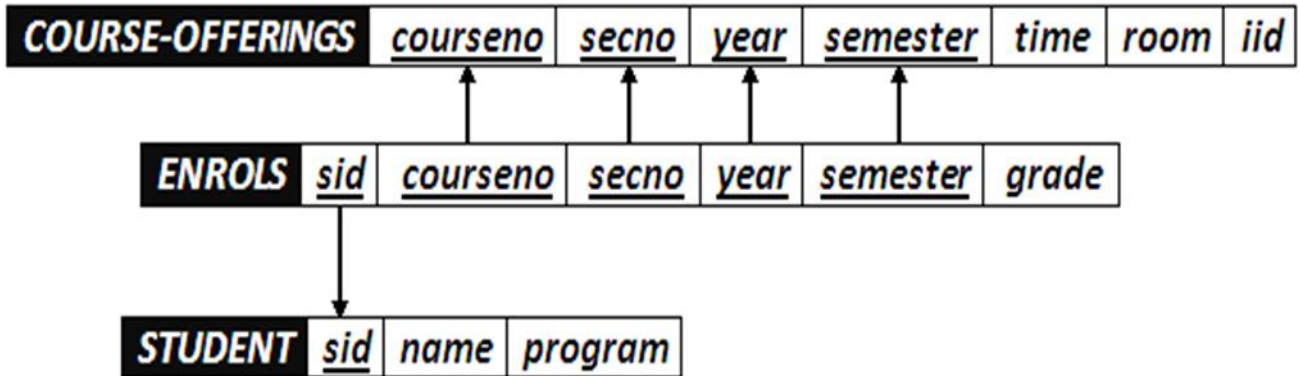 COURSE-OFFERINGS courseno secno year semester time room iid
ENROLS sid courseno secno year semester grade
STUDENT sid name program